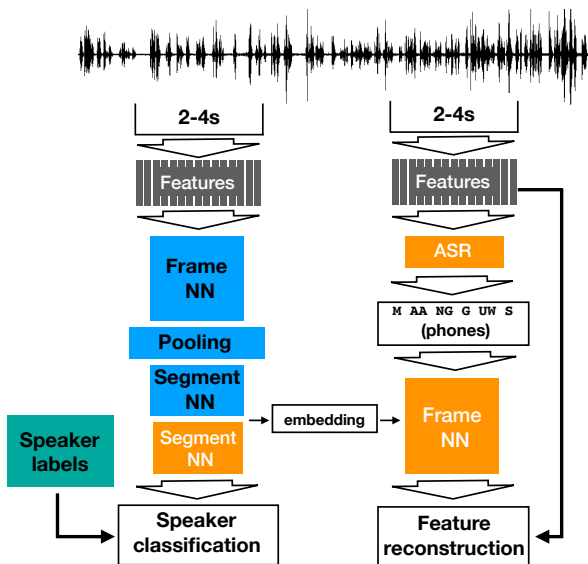 2-4s
Features
Frame
NN
Pooling
Segment
NN
Segment
NN
Speaker
labels
Speaker
classification
embedding
2-4s
Features
ASR
M AA NG G UW S
(phones)
Frame
NN
Feature
reconstruction